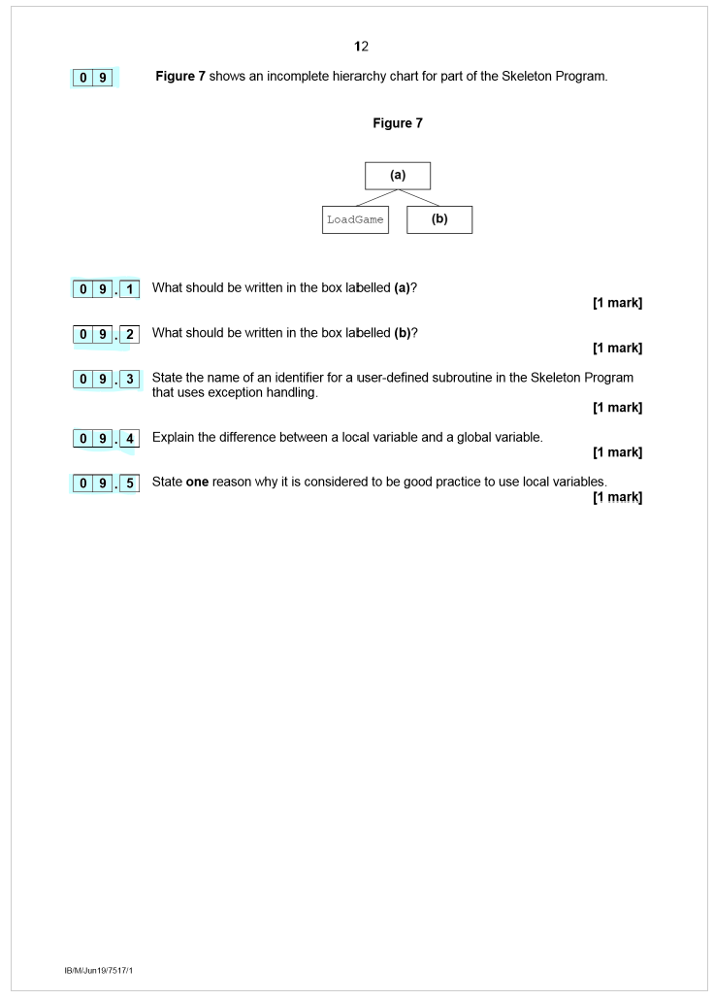 12
0 9 Figure 7 shows an incomplete hierarchy chart for part of the Skeleton Program.
Figure 7
(a)
LoadGame (b)
0 9 . 1 What should be written in the box labelled (a)?
[1 mark]
0 9 . 2 What should be written in the box labelled (b)?
[1 mark]
0 9 . 3 State the name of an identifier for a user-defined subroutine in the Skeleton Program
that uses exception handling.
[1 mark]
0 9 . 4 Explain the difference between a local variable and a global variable.
[1 mark]
0 9 . 5 State one reason why it is considered to be good practice to use local variables.
[1 mark]
IB/M/Jun19/7517/1